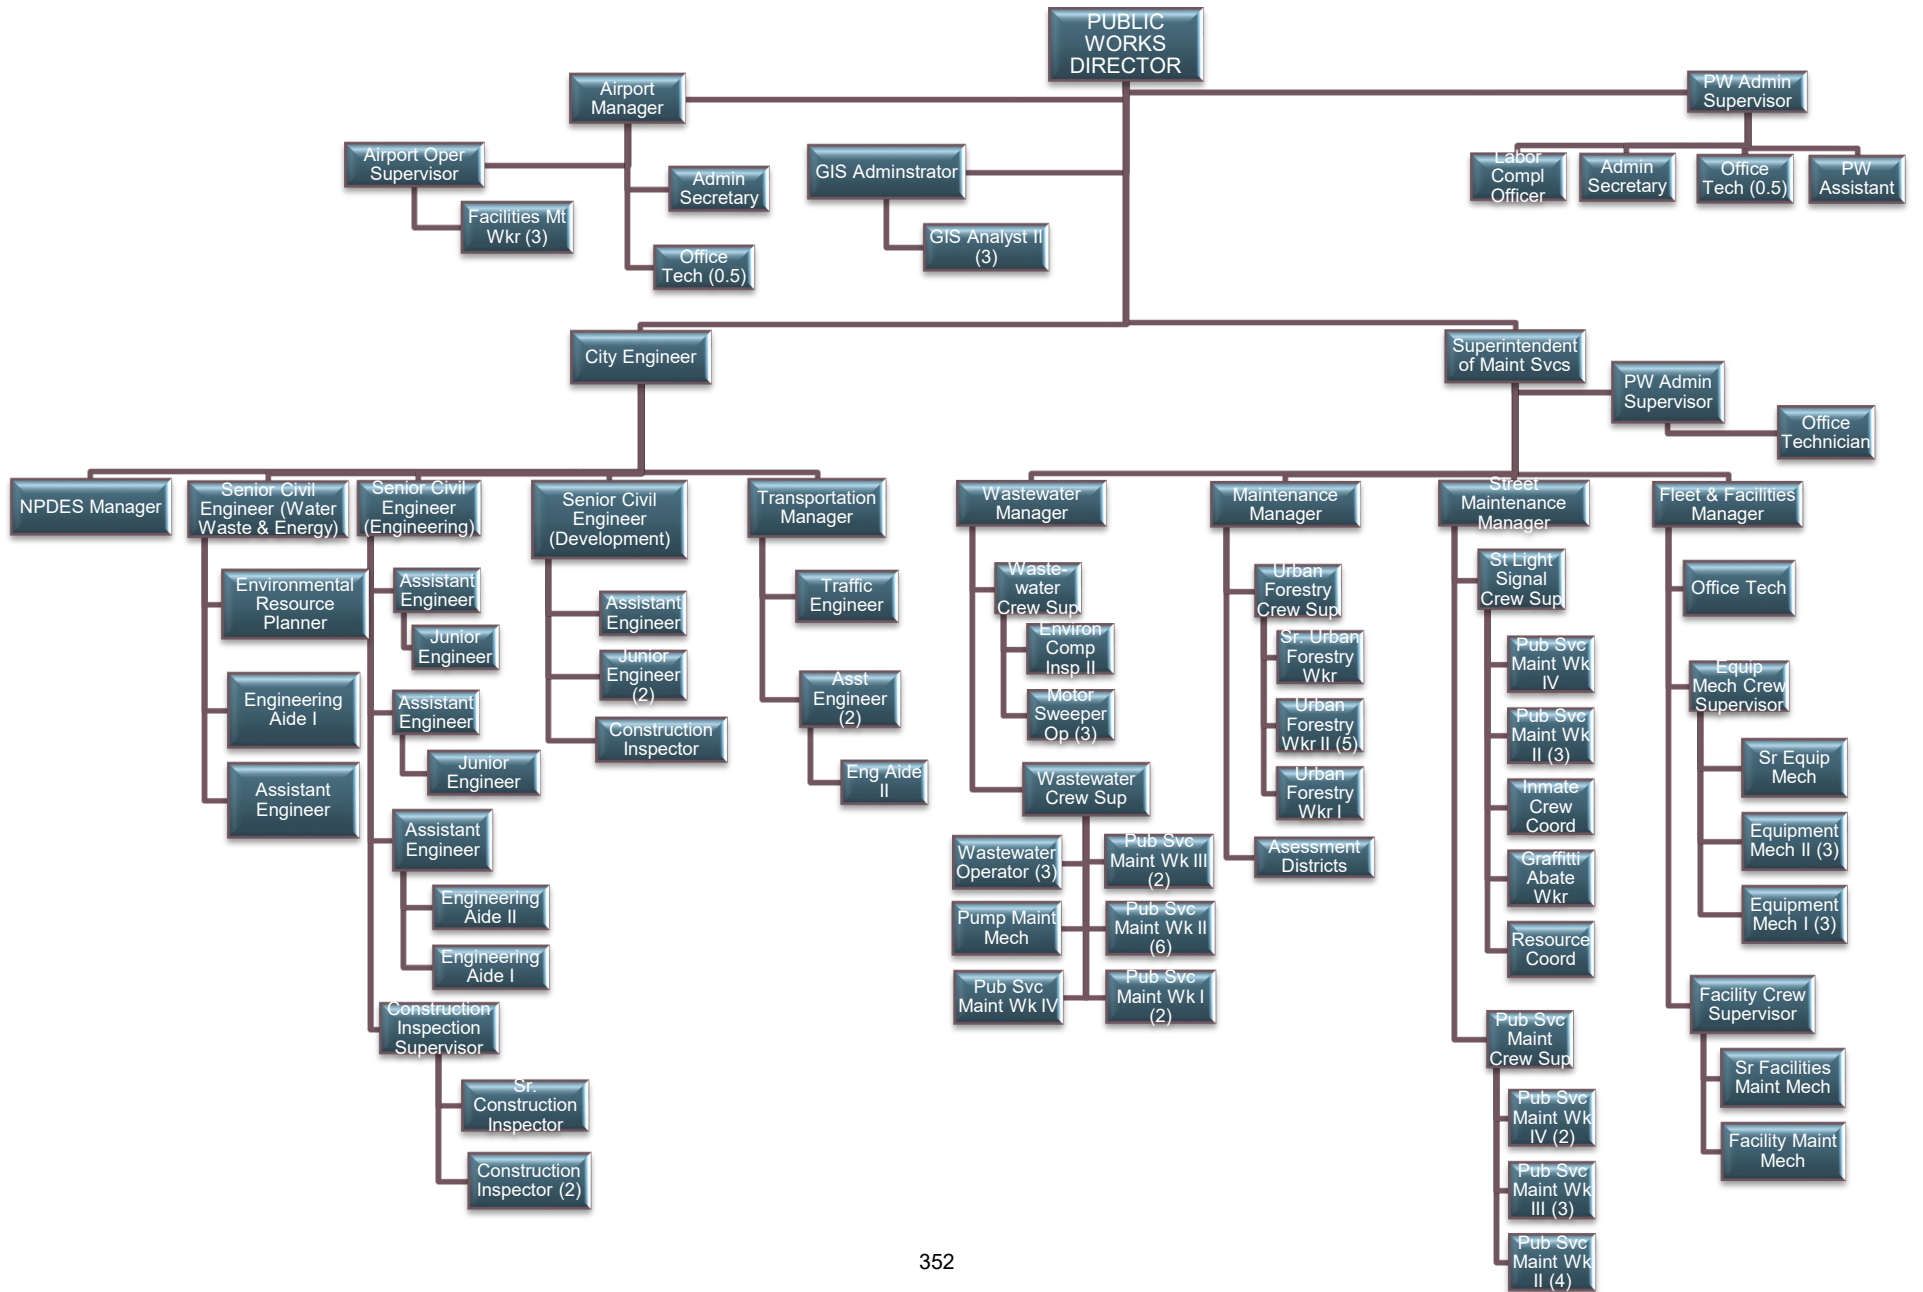 PUBLIC
WORKS
DIRECTOR
Airport
Manager
PW Admin
Supervisor
Airport Oper
Supervisor
Facilities Mt
Wkr (3)
Admin
Secretary
Office
Tech (0.5)
GIS Adminstrator
GIS Analyst II
(3)
Labor
Compl
Officer
Admin
Secretary
Office
Tech (0.5)
PW
Assistant
City Engineer
Superintendent
of Maint Svcs
PW Admin
Supervisor
Office
Technician
NPDES Manager
Senior Civil
Engineer (Water
Waste & Energy)
Environmental
Resource
Planner
Engineering
Aide I
Assistant
Engineer
Senior Civil
Engineer
(Engineering)
Assistant
Engineer
Junior
Engineer
Assistant
Engineer
Junior
Engineer
Assistant
Engineer
Engineering
Aide II
Engineering
Aide I
Construction
Inspection
Supervisor
Sr.
Construction
Inspector
Construction
Inspector (2)
Senior Civil
Engineer
(Development)
Assistant
Engineer
Junior
Engineer
(2)
Construction
Inspector
Transportation
Manager
Traffic
Engineer
Asst
Engineer
(2)
Eng Aide
II
Wastewater
Manager
Waste-
water
Crew Sup
Environ
Comp
Insp II
Motor
Sweeper
Op (3)
Wastewater
Crew Sup
Wastewater
Operator (3)
Pub Svc
Maint Wk III
(2)
Pump Maint
Mech
Pub Svc
Maint Wk II
(6)
Pub Svc
Maint Wk IV
Pub Svc
Maint Wk I
(2)
Maintenance
Manager
Urban
Forestry
Crew Sup
Sr. Urban
Forestry
Wkr
Urban
Forestry
Wkr II (5)
Urban
Forestry
Wkr I
Asessment
Districts
Street
Maintenance
Manager
St Light
Signal
Crew Sup
Pub Svc
Maint Wk
IV
Pub Svc
Maint Wk
II (3)
Inmate
Crew
Coord
Graffitti
Abate
Wkr
Resource
Coord
Pub Svc
Maint
Crew Sup
Pub Svc
Maint Wk
IV (2)
Pub Svc
Maint Wk
III (3)
Pub Svc
Maint Wk
II (4)
Fleet & Facilities
Manager
Office Tech
Equip
Mech Crew
Supervisor
Sr Equip
Mech
Equipment
Mech II (3)
Equipment
Mech I (3)
Facility Crew
Supervisor
Sr Facilities
Maint Mech
Facility Maint
Mech
352